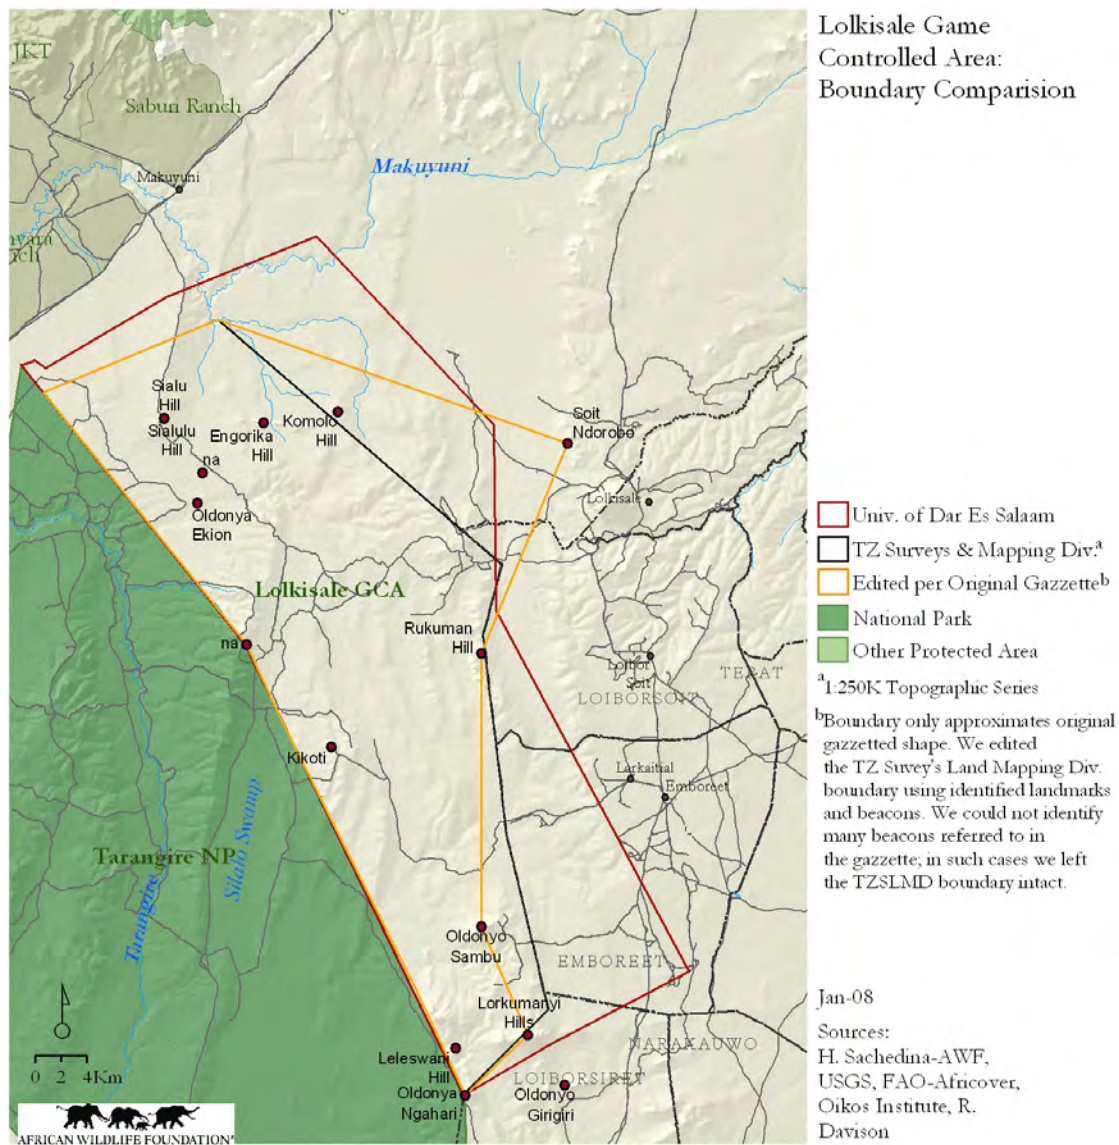 Lolkisale Game
Controlled Area:
Boundary Comparision
JKT
Saburi Ranch
Makuyuni
Makuyuni
Sialu
Hill
Sialulu
Hill
Engorika
Hill
Komolo
Hill
Soit
Ndorobo
na
Oldonya
Ekion
Lolkisale
Lolkisale GCA
na
Rukuman
Hill
Loibor
Soit
LOIBORSOIT
TERAT
Kikoti
Larkaitial
Emboreet
Tarangire NP
Silalo Swamp
Tarangire
Oldonyo
Sambu
EMBOREET
Lorkumanyi
Hills
NARAKAUWO
Leleswani
Hill
LOIBORSIRET
Oldonya
Ngahari
Oldonyo
Girigiri
0 2 4Km
AFRICAN WILDLIFE FOUNDATION
Univ. of Dar Es Salaam
TZ Surveys & Mapping Div.a
Edited per Original Gazzetteb
National Park
Other Protected Area
a1:250K Topographic Series
bBoundary only approximates original
gazzetted shape. We edited
the TZ Suvey's Land Mapping Div.
boundary using identified landmarks
and beacons. We could not identify
many beacons referred to in
the gazette; in such cases we left
the TZSLMD boundary intact.
Jan-08
Sources:
H. Sachedina-AWF,
USGS, FAO-Africover,
Oikos Institute, R.
Davison